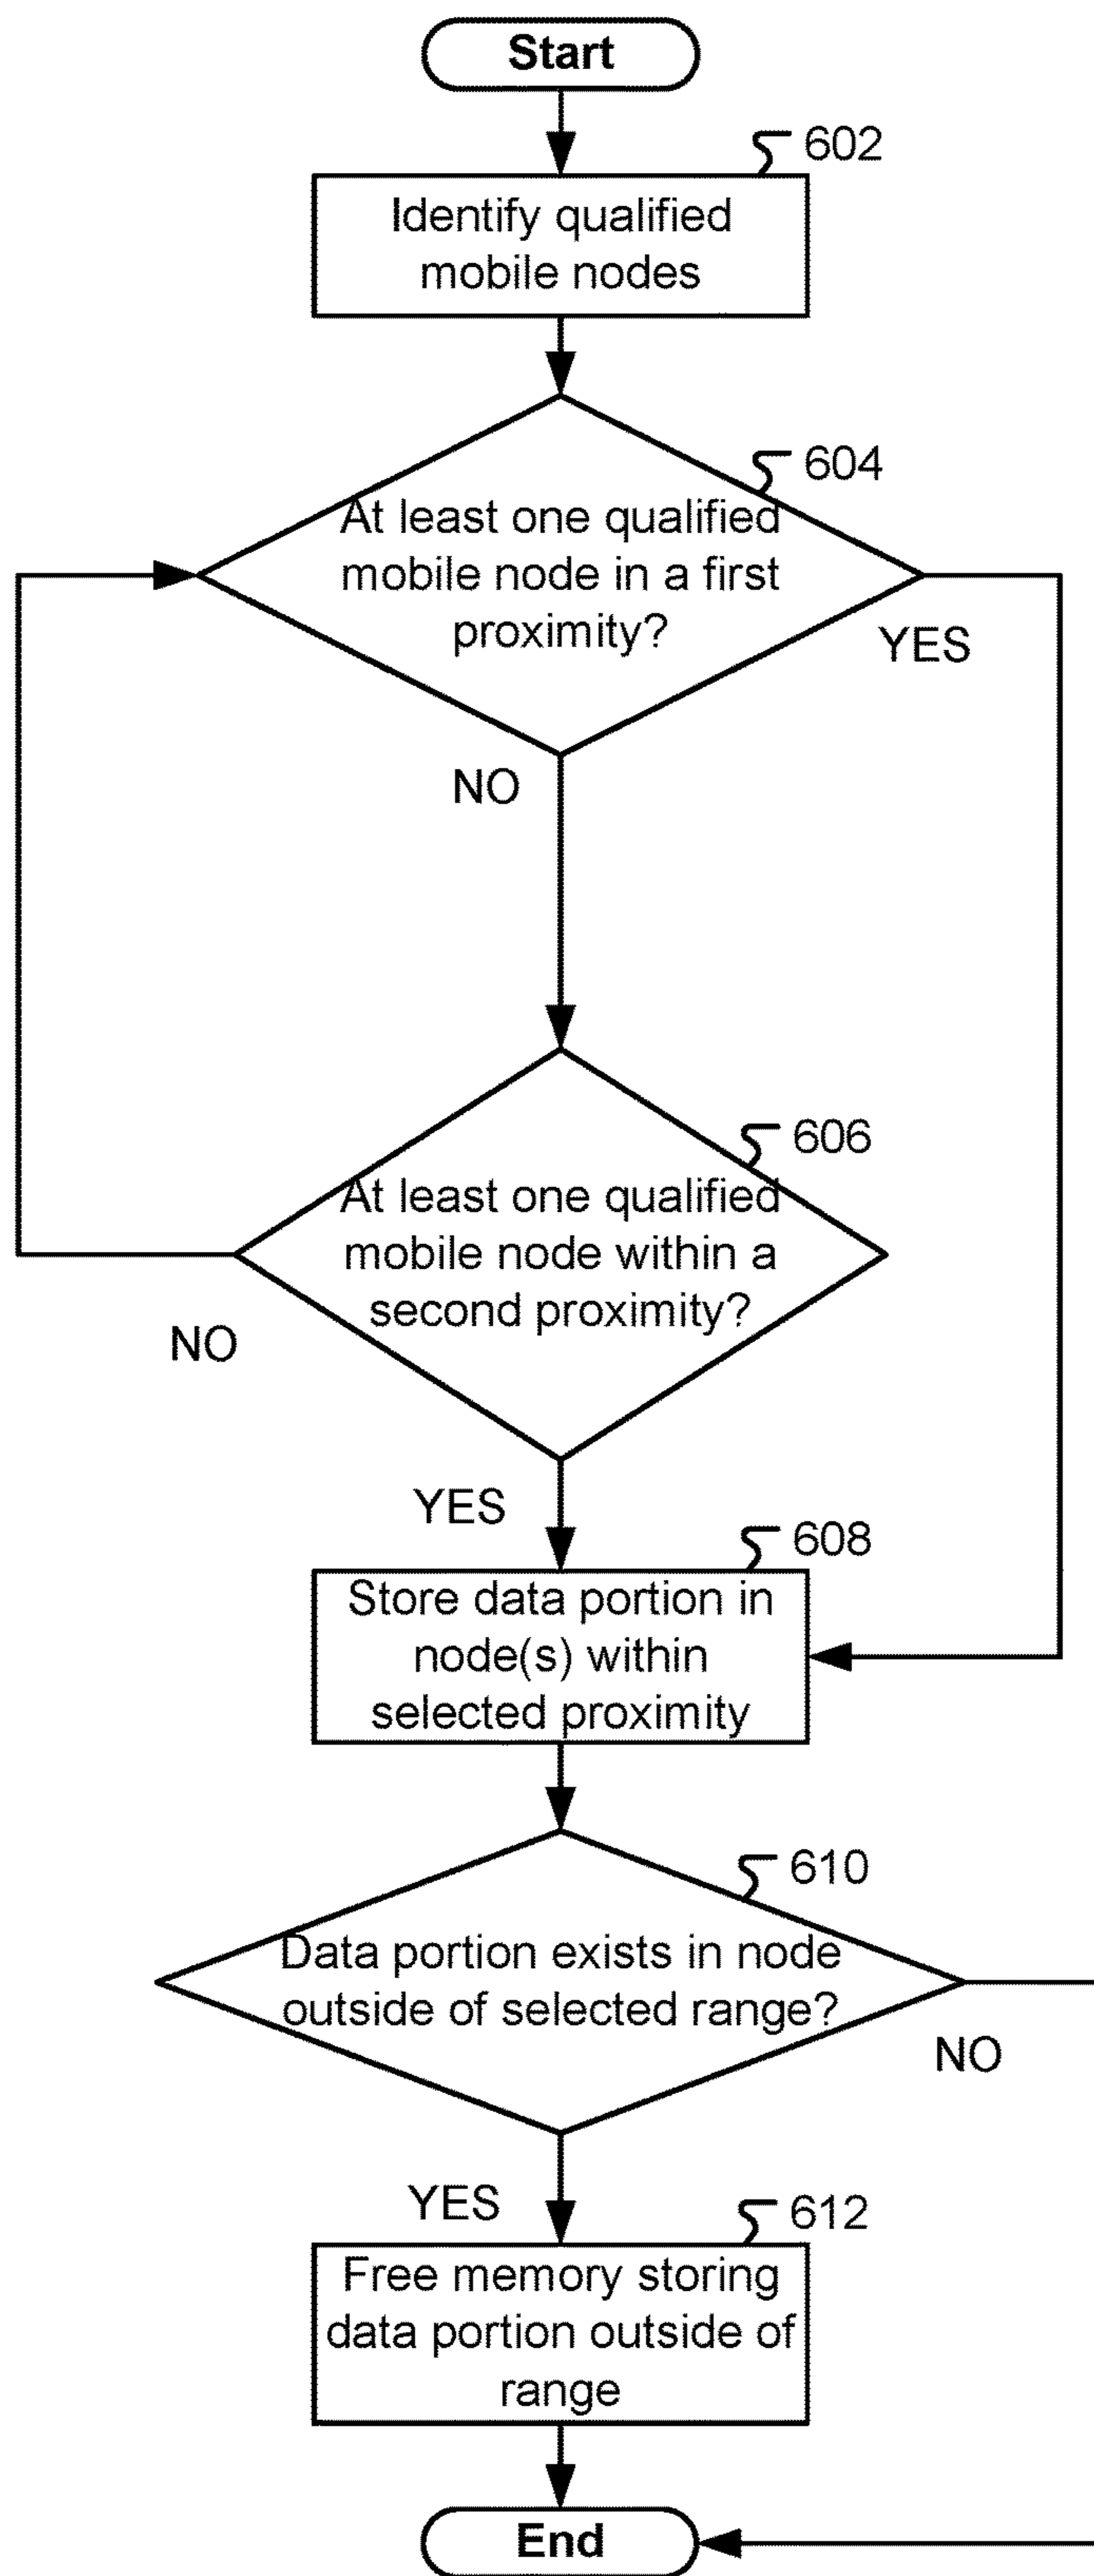 Start
602
Identify qualified
mobile nodes
604
At least one qualified
mobile node in a first
proximity?
YES
NO
606
At least one qualified
mobile node within a
second proximity?
NO
YES
608
Store data portion in
node(s) within
selected proximity
610
Data portion exists in node
outside of selected range?
NO
YES
612
Free memory storing
data portion outside of
range
End